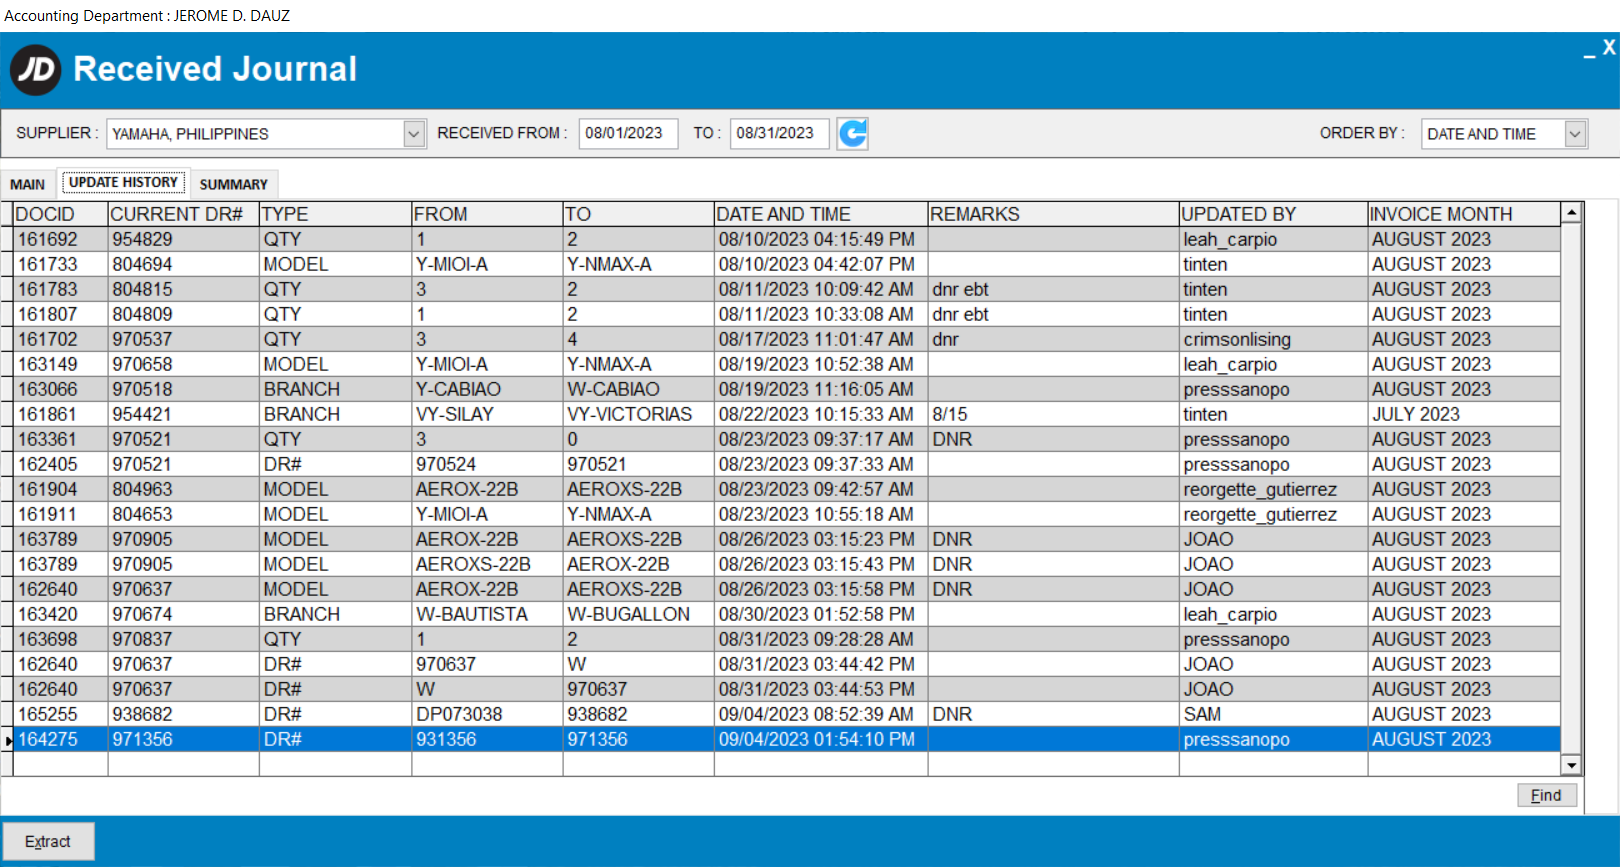 Accounting Department : JEROME D. DAUZ
JD Received Journal
_ X
SUPPLIER : YAMAHA, PHILIPPINES RECEIVED FROM : 08/01/2023 TO : 08/31/2023 ORDER BY : DATE AND TIME
MAIN UPDATE HISTORY SUMMARY
DOCID CURRENT DR# TYPE FROM TO DATE AND TIME REMARKS UPDATED BY INVOICE MONTH
161692 954829 QTY 1 2 08/10/2023 04:15:49 PM leah_carpio AUGUST 2023
161733 804694 MODEL Y-MIOI-A Y-NMAX-A 08/10/2023 04:42:07 PM tinten AUGUST 2023
161783 804815 QTY 3 2 08/11/2023 10:09:42 AM dnr ebt tinten AUGUST 2023
161807 804809 QTY 1 2 08/11/2023 10:33:08 AM dnr ebt tinten AUGUST 2023
161702 970537 QTY 3 4 08/17/2023 11:01:47 AM dnr crimsonlising AUGUST 2023
163149 970658 MODEL Y-MIOI-A Y-NMAX-A 08/19/2023 10:52:38 AM leah_carpio AUGUST 2023
163066 970518 BRANCH Y-CABIAO W-CABIAO 08/19/2023 11:16:05 AM presssanopo AUGUST 2023
161861 954421 BRANCH VY-SILAY VY-VICTORIAS 08/22/2023 10:15:33 AM 8/15 tinten JULY 2023
163361 970521 QTY 3 0 08/23/2023 09:37:17 AM DNR presssanopo AUGUST 2023
162405 970521 DR# 970524 970521 08/23/2023 09:37:33 AM presssanopo AUGUST 2023
161904 804963 MODEL AEROX-22B AEROXS-22B 08/23/2023 09:42:57 AM reorgette_gutierrez AUGUST 2023
161911 804653 MODEL Y-MIOI-A Y-NMAX-A 08/23/2023 10:55:18 AM reorgette_gutierrez AUGUST 2023
163789 970905 MODEL AEROX-22B AEROXS-22B 08/26/2023 03:15:23 PM DNR JOAO AUGUST 2023
163789 970905 MODEL AEROXS-22B AEROX-22B 08/26/2023 03:15:43 PM DNR JOAO AUGUST 2023
162640 970637 MODEL AEROX-22B AEROXS-22B 08/26/2023 03:15:58 PM DNR JOAO AUGUST 2023
163420 970674 BRANCH W-BAUTISTA W-BUGALLON 08/30/2023 01:52:58 PM leah_carpio AUGUST 2023
163698 970837 QTY 1 2 08/31/2023 09:28:28 AM presssanopo AUGUST 2023
162640 970637 DR# 970637 W 08/31/2023 03:44:42 PM JOAO AUGUST 2023
162640 970637 DR# W 970637 08/31/2023 03:44:53 PM JOAO AUGUST 2023
165255 938682 DR# DP073038 938682 09/04/2023 08:52:39 AM DNR SAM AUGUST 2023
164275 971356 DR# 931356 971356 09/04/2023 01:54:10 PM presssanopo AUGUST 2023
Find
Extract